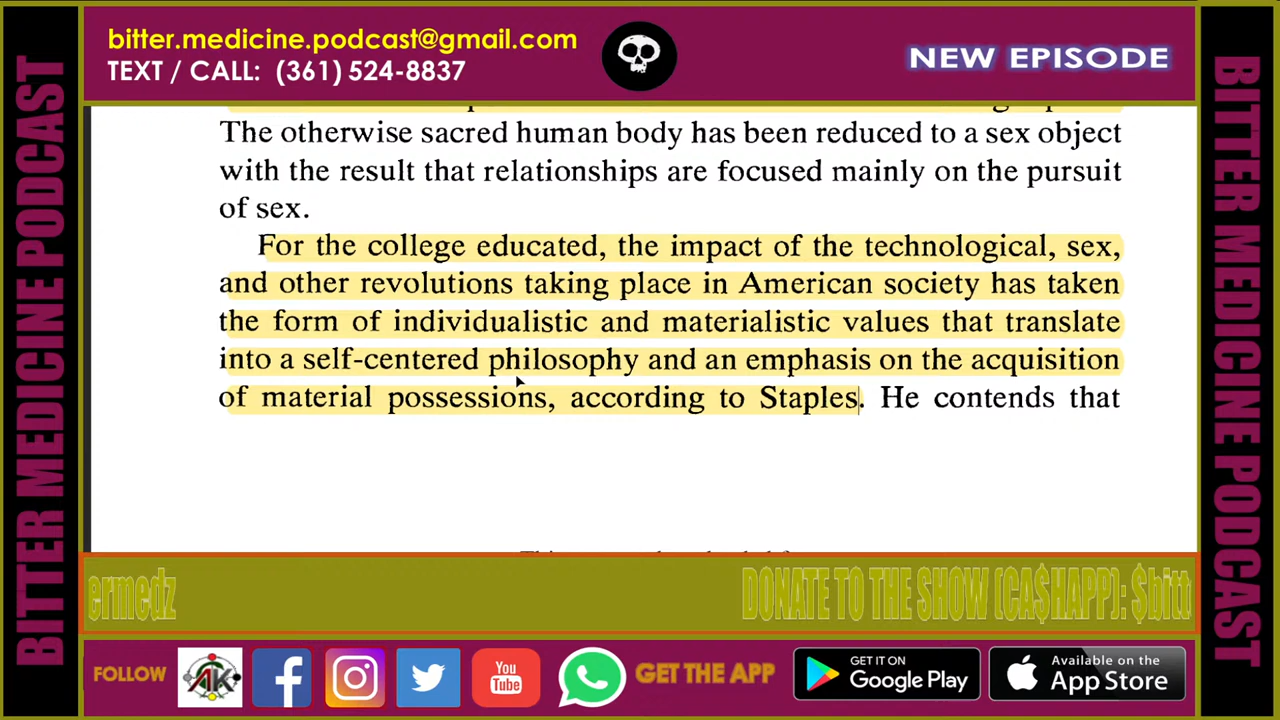 bitter.medicine.podcast@gmail.com
TEXT / CALL: (361) 524-8837
NEW EPISODE
BITTER MEDICINE PODCAST
The otherwise sacred human body has been reduced to a sex object
with the result that relationships are focused mainly on the pursuit
of sex.
For the college educated, the impact of the technological, sex,
and other revolutions taking place in American society has taken
the form of individualistic and materialistic values that translate
into a self-centered philosophy and an emphasis on the acquisition
of material possessions, according to Staples. He contends that
BITTER MEDICINE PODCAST
ermedz
DONATE TO THE SHOW (CA$HAPP): $bitt
FOLLOW
You
Tube
GET THE APP
GET IT ON
Google Play
Available on the
App Store